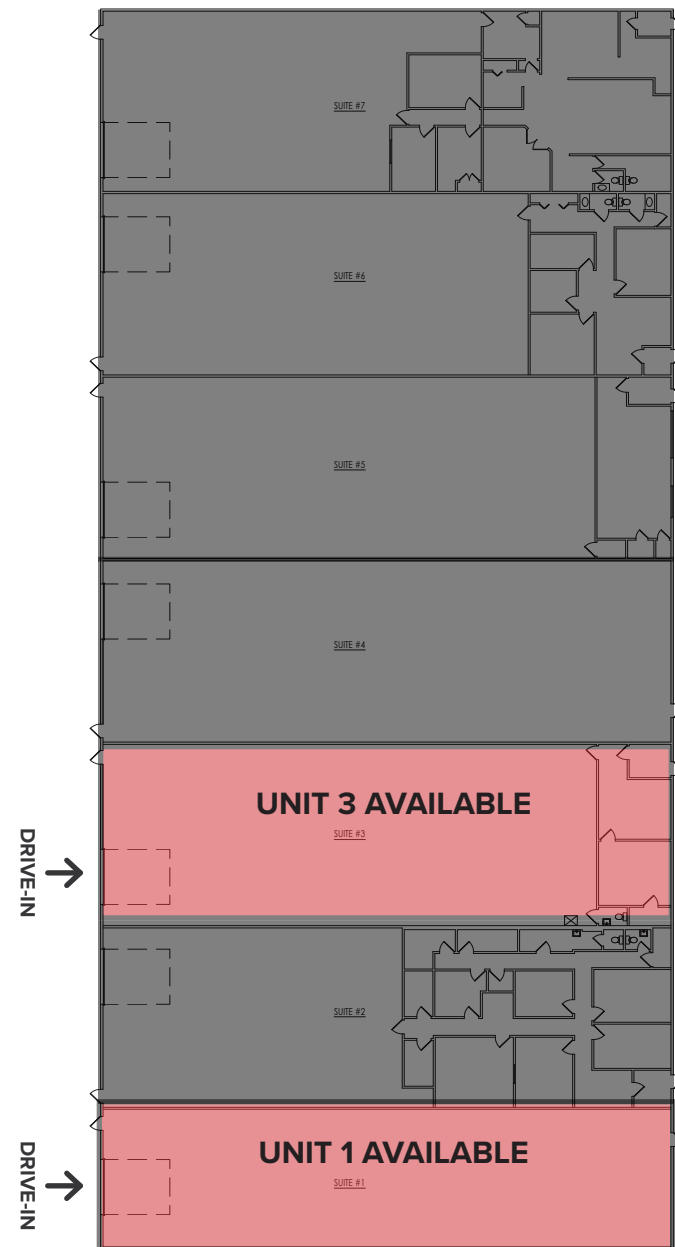 SUITE #7
SUITE #6
SUITE #5
SUITE #4
UNIT 3 AVAILABLE
SUITE #3
DRIVE-IN
SUITE #2
UNIT 1 AVAILABLE
SUITE #1
DRIVE-IN